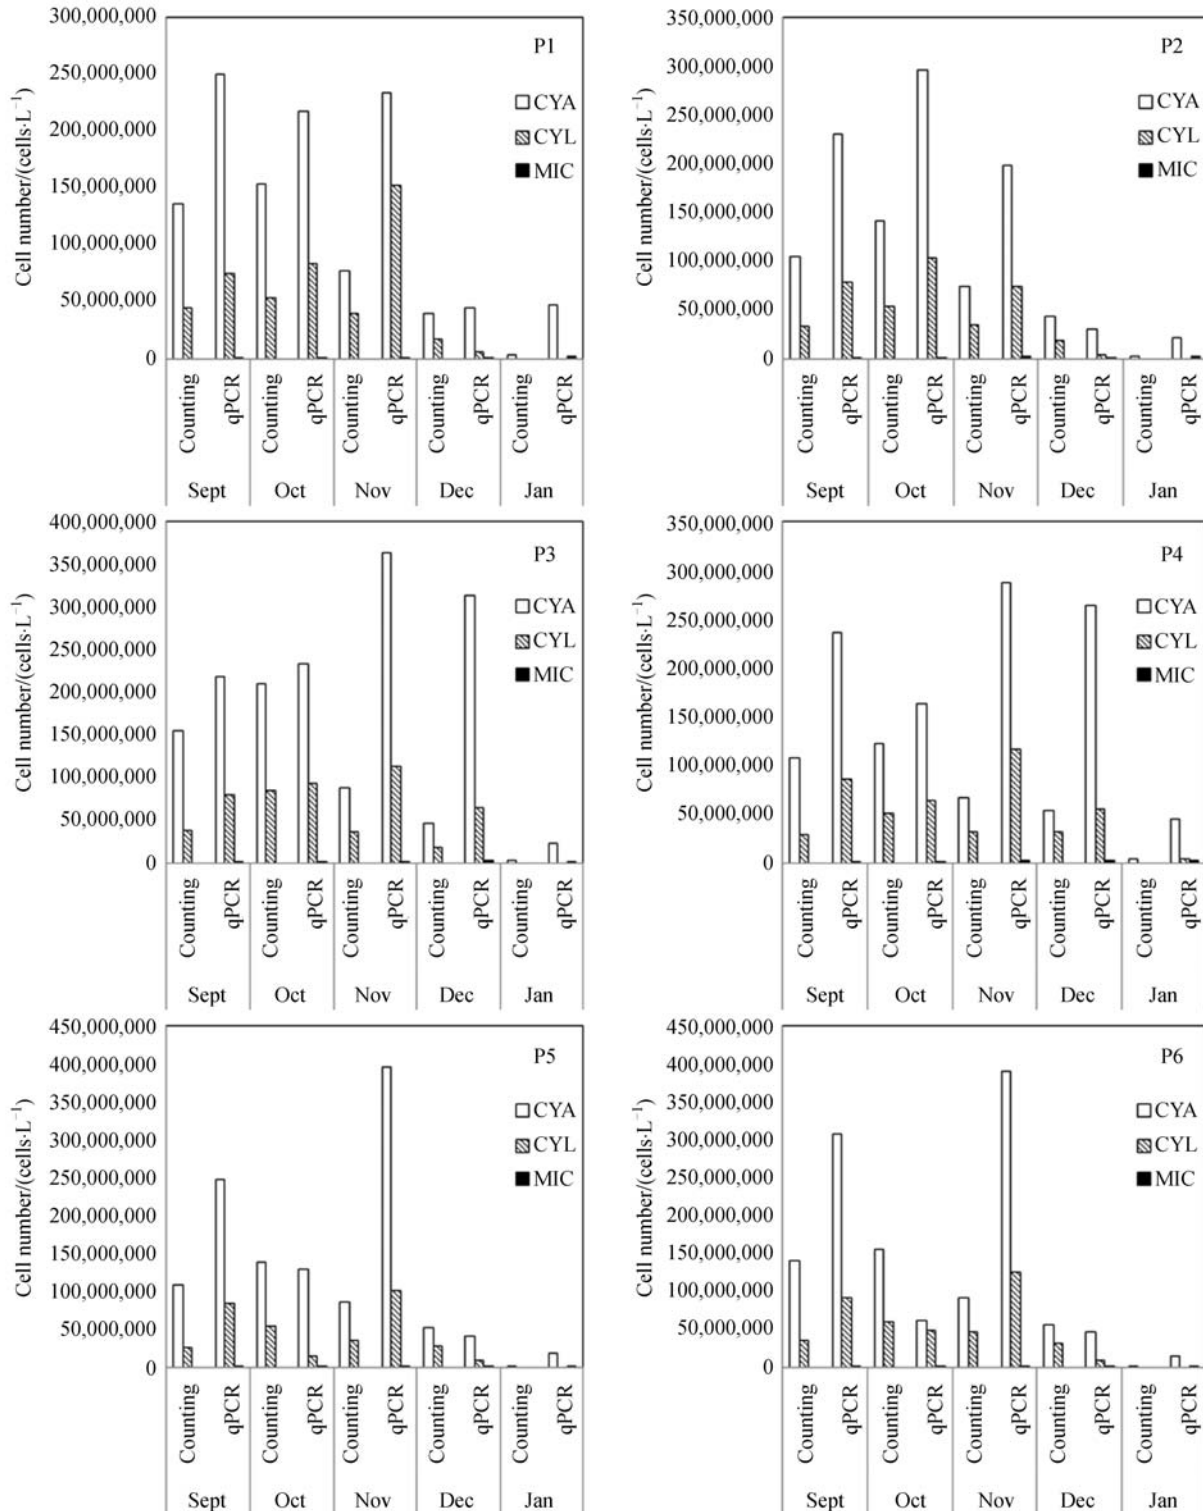 300,000,000
250,000,000
200,000,000
150,000,000
100,000,000
50,000,000
0
Cell number/(cells·L⁻¹)
P1
CYA
CYL
MIC
Counting
qPCR
Counting
qPCR
Counting
qPCR
Counting
qPCR
Counting
qPCR
Sept Oct Nov Dec Jan
350,000,000
300,000,000
250,000,000
200,000,000
150,000,000
100,000,000
50,000,000
0
Cell number/(cells·L⁻¹)
P2
CYA
CYL
MIC
Counting
qPCR
Counting
qPCR
Counting
qPCR
Counting
qPCR
Counting
qPCR
Sept Oct Nov Dec Jan
400,000,000
350,000,000
300,000,000
250,000,000
200,000,000
150,000,000
100,000,000
50,000,000
0
Cell number/(cells·L⁻¹)
P3
CYA
CYL
MIC
Counting
qPCR
Counting
qPCR
Counting
qPCR
Counting
qPCR
Counting
qPCR
Sept Oct Nov Dec Jan
350,000,000
300,000,000
250,000,000
200,000,000
150,000,000
100,000,000
50,000,000
0
Cell number/(cells·L⁻¹)
P4
CYA
CYL
MIC
Counting
qPCR
Counting
qPCR
Counting
qPCR
Counting
qPCR
Counting
qPCR
Sept Oct Nov Dec Jan
450,000,000
400,000,000
350,000,000
300,000,000
250,000,000
200,000,000
150,000,000
100,000,000
50,000,000
0
Cell number/(cells·L⁻¹)
P5
CYA
CYL
MIC
Counting
qPCR
Counting
qPCR
Counting
qPCR
Counting
qPCR
Counting
qPCR
Sept Oct Nov Dec Jan
450,000,000
400,000,000
350,000,000
300,000,000
250,000,000
200,000,000
150,000,000
100,000,000
50,000,000
0
Cell number/(cells·L⁻¹)
P6
CYA
CYL
MIC
Counting
qPCR
Counting
qPCR
Counting
qPCR
Counting
qPCR
Counting
qPCR
Sept Oct Nov Dec Jan